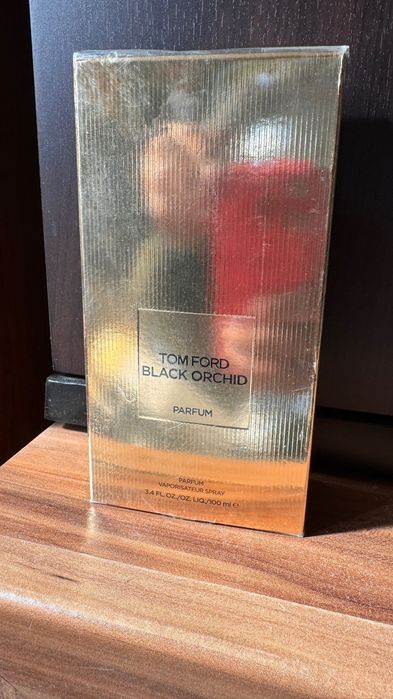 TOM FORD
BLACK ORCHID
PARFUM
PARFUM
VAPORISATEUR SPRAY
3.4 FL.OZ./OZ. LIQ./100 ml ℮